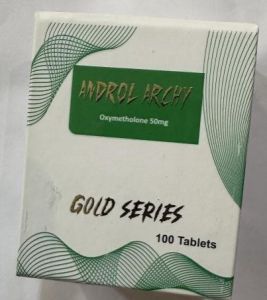 ANDROL ARCHY
Oxymetholone 50mg
GOLD SERIES
100 Tablets